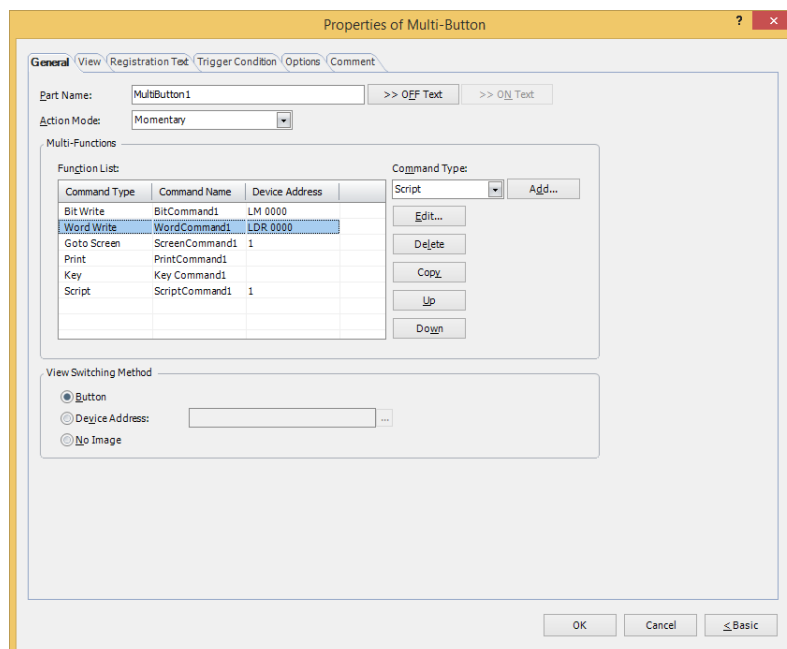 Properties of Multi-Button
? ×
General View Registration Text Trigger Condition Options Comment
Part Name: MultiButton1 >> OFF Text >> ON Text
Action Mode: Momentary
Multi-Functions
Function List: Command Type:
Command Type Command Name Device Address Script Add...
Bit Write BitCommand1 LM 0000 Edit...
Word Write WordCommand1 LDR 0000
Goto Screen ScreenCommand1 1 Delete
Print PrintCommand1
Key Key Command1 Copy
Script ScriptCommand1 1
Up
Down
View Switching Method
Button
Device Address: ...
No Image
OK Cancel < Basic